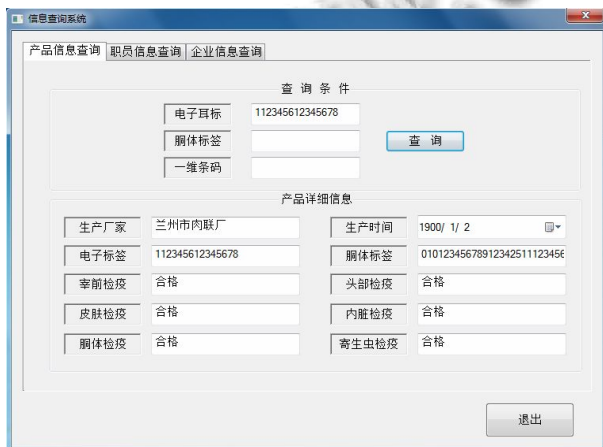 信息查询系统
产品信息查询 职员信息查询 企业信息查询
查 询 条 件
电子耳标 112345612345678
胴体标签 查 询
一维条码
产品详细信息
生产厂家 兰州市肉联厂 生产时间 1900/ 1/ 2
电子标签 112345612345678 胴体标签 01012345678912342511123456
宰前检疫 合格 头部检疫 合格
皮肤检疫 合格 内脏检疫 合格
胴体检疫 合格 寄生虫检疫 合格
退出